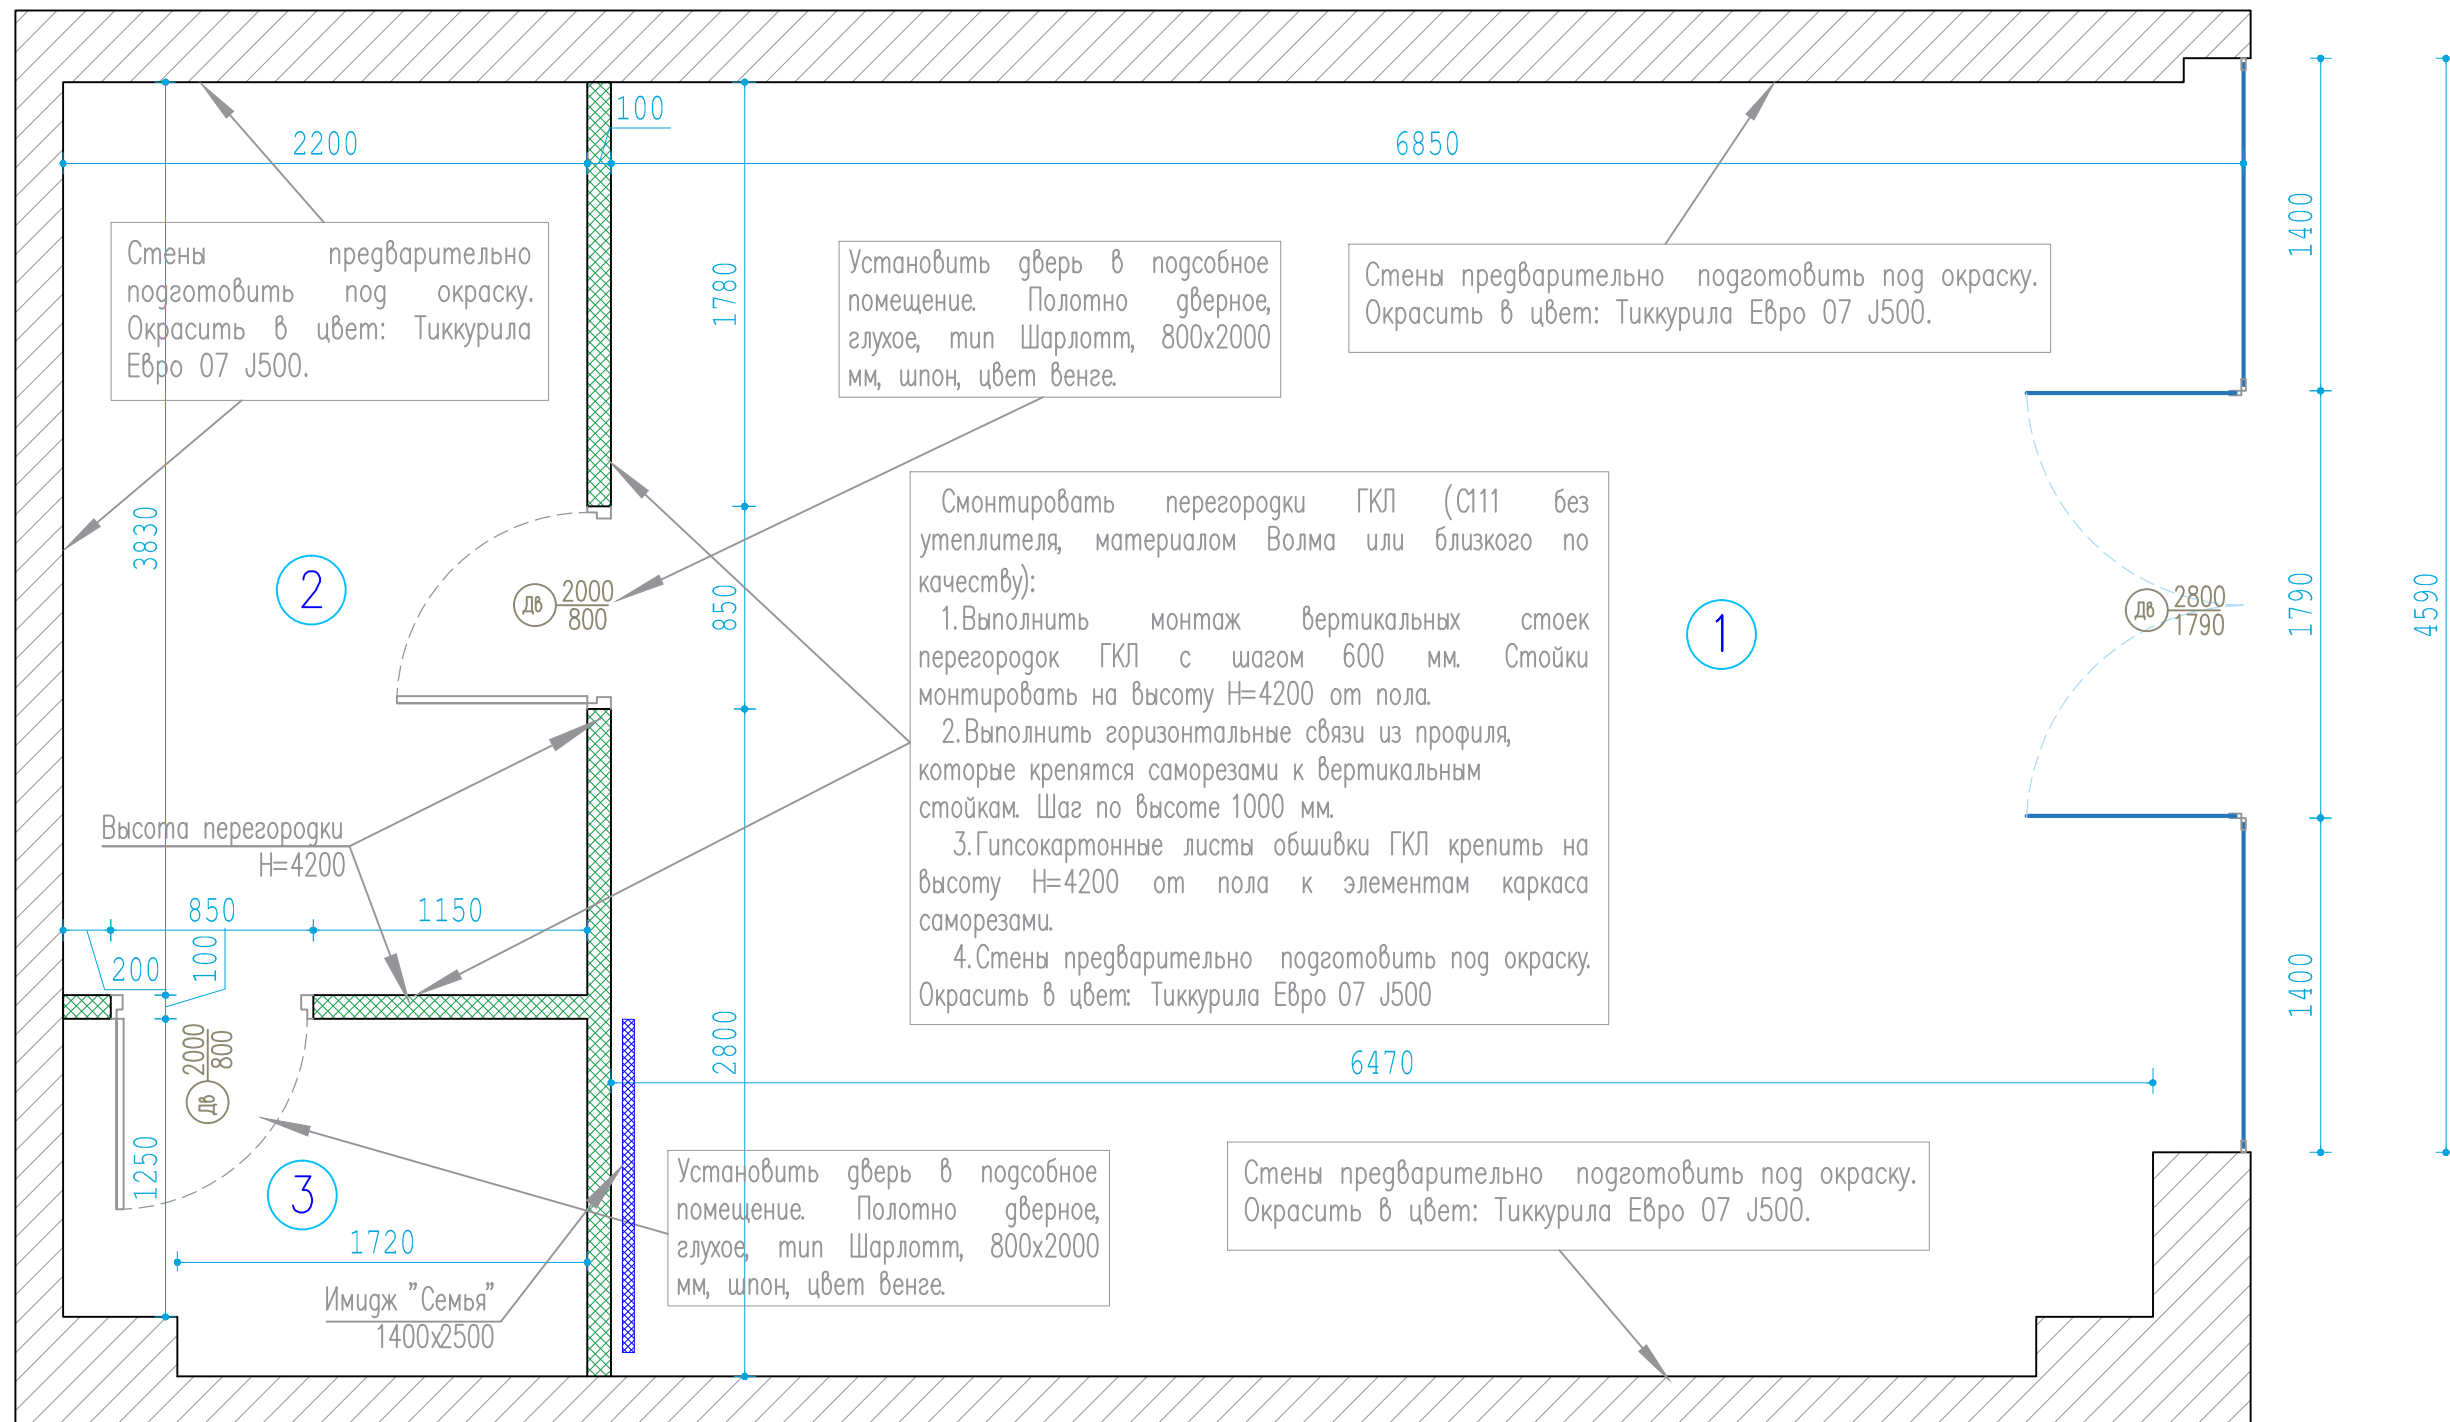 100
2200
6850
1400
Стены предварительно
подготовить под окраску.
Окрасить в цвет: Тиккурила
Евро 07 J500.
Установить дверь в подсобное
помещение. Полотно дверное,
глухое, тип Шарлотт, 800х2000
мм, шпон, цвет венге.
Стены предварительно подготовить под окраску.
Окрасить в цвет: Тиккурила Евро 07 J500.
1780
3830
2
Дв 2000
800
850
Смонтировать перегородки ГКЛ (С111 без
утеплителя, материалом Волма или близкого по
качеству):
1.Выполнить монтаж вертикальных стоек
перегородок ГКЛ с шагом 600 мм. Стойки
монтировать на высоту Н=4200 от пола.
2.Выполнить горизонтальные связи из профиля,
которые крепятся саморезами к вертикальным
стойкам. Шаг по высоте 1000 мм.
3.Гипсокартонные листы обшивки ГКЛ крепить на
высоту Н=4200 от пола к элементам каркаса
саморезами.
4.Стены предварительно подготовить под окраску.
Окрасить в цвет: Тиккурила Евро 07 J500
1
Дв 2800
1790
1790
4590
Высота перегородки
Н=4200
850
1150
200
100
2000
800
Дв
2800
1400
6470
1250
3
1720
Имидж "Семья"
1400х2500
Установить дверь в подсобное
помещение. Полотно дверное,
глухое, тип Шарлотт, 800х2000
мм, шпон, цвет венге.
Стены предварительно подготовить под окраску.
Окрасить в цвет: Тиккурила Евро 07 J500.